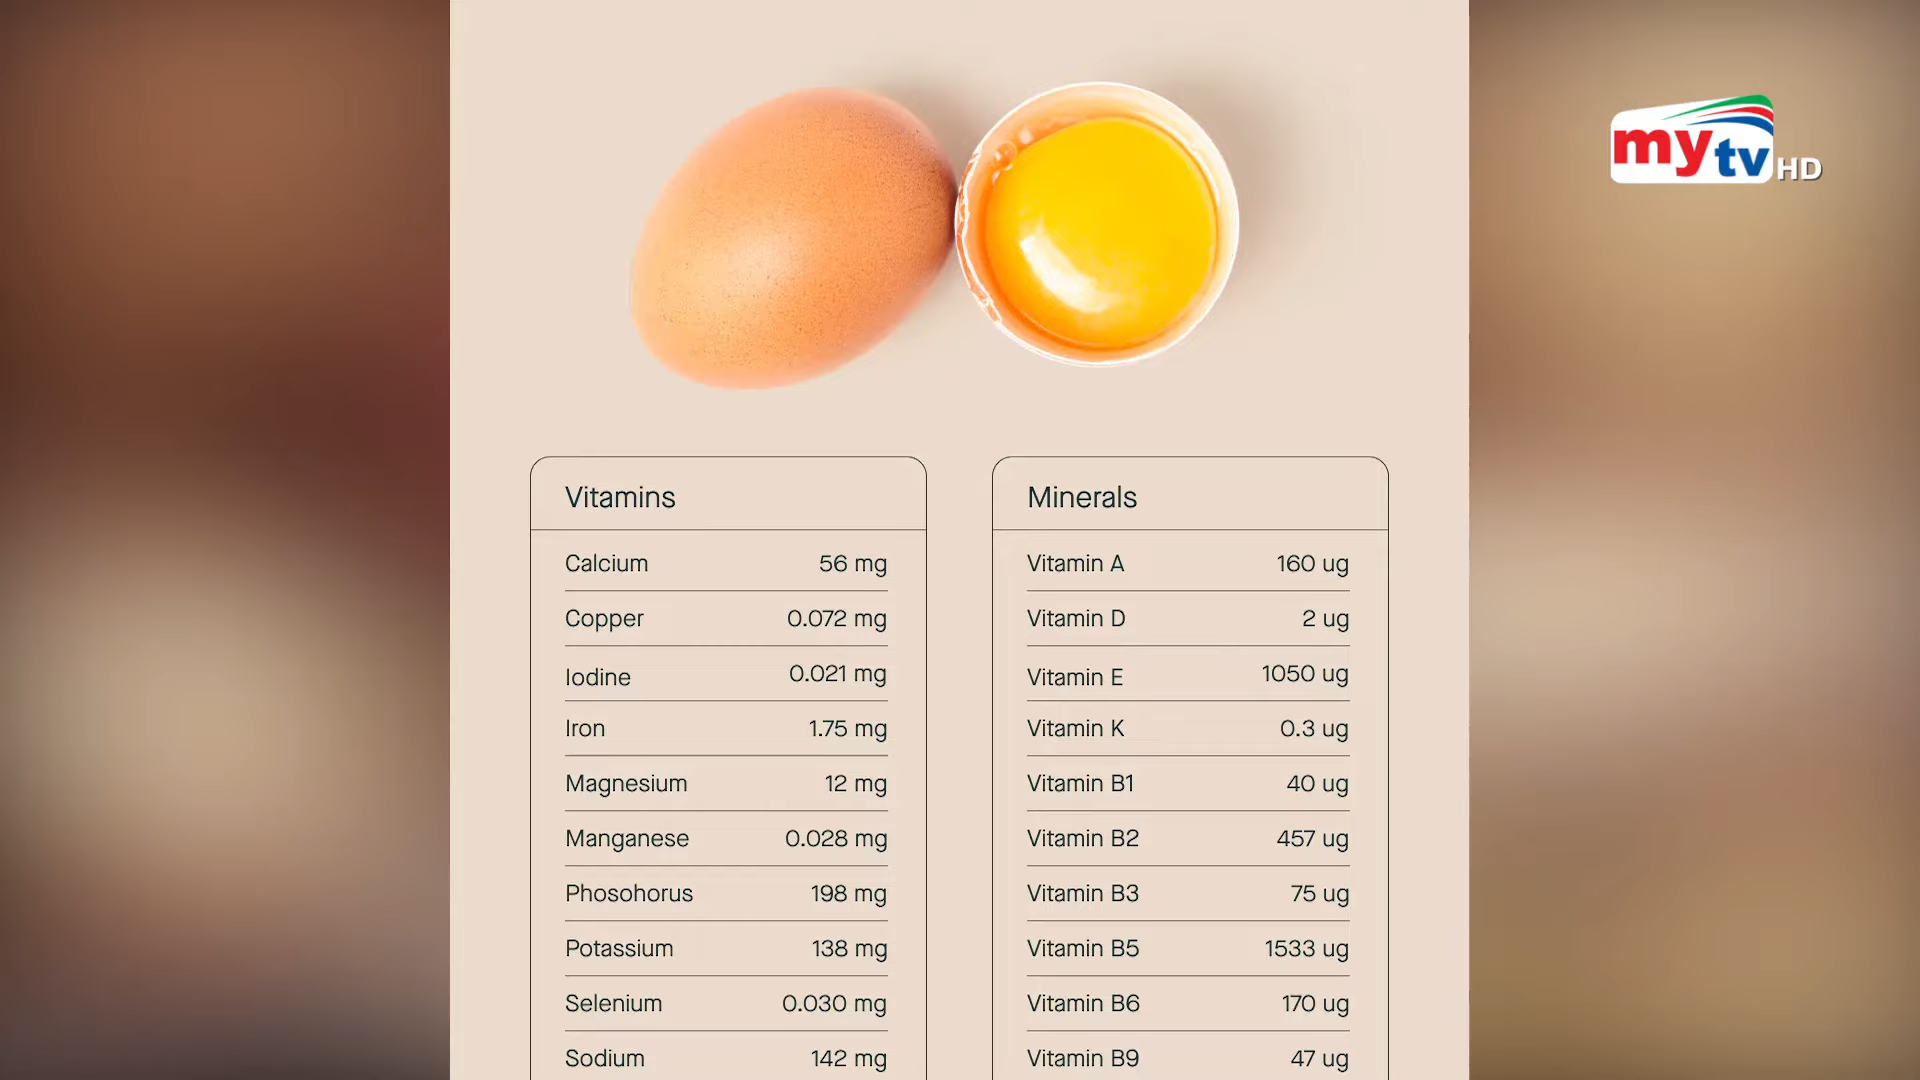 mytv HD
Vitamins
Calcium 56 mg
Copper 0.072 mg
Iodine 0.021 mg
Iron 1.75 mg
Magnesium 12 mg
Manganese 0.028 mg
Phosohorus 198 mg
Potassium 138 mg
Selenium 0.030 mg
Sodium 142 mg
Minerals
Vitamin A 160 ug
Vitamin D 2 ug
Vitamin E 1050 ug
Vitamin K 0.3 ug
Vitamin B1 40 ug
Vitamin B2 457 ug
Vitamin B3 75 ug
Vitamin B5 1533 ug
Vitamin B6 170 ug
Vitamin B9 47 ug